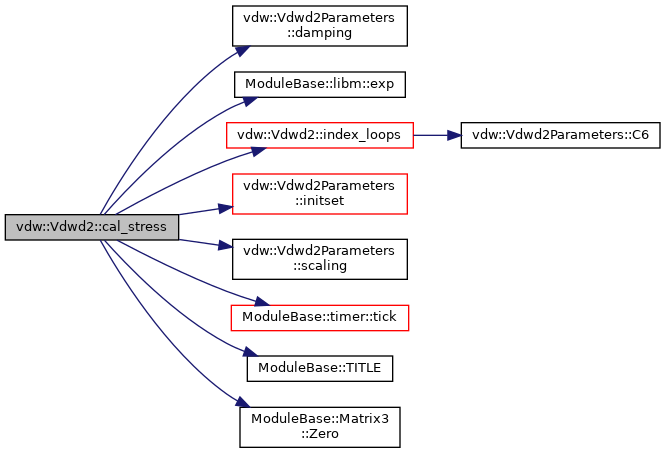 vdw::Vdwd2Parameters
::damping
ModuleBase::libm::exp
vdw::Vdwd2::index_loops
vdw::Vdwd2Parameters::C6
vdw::Vdwd2Parameters
::initset
vdw::Vdwd2::cal_stress
vdw::Vdwd2Parameters
::scaling
ModuleBase::timer::tick
ModuleBase::TITLE
ModuleBase::Matrix3
::Zero